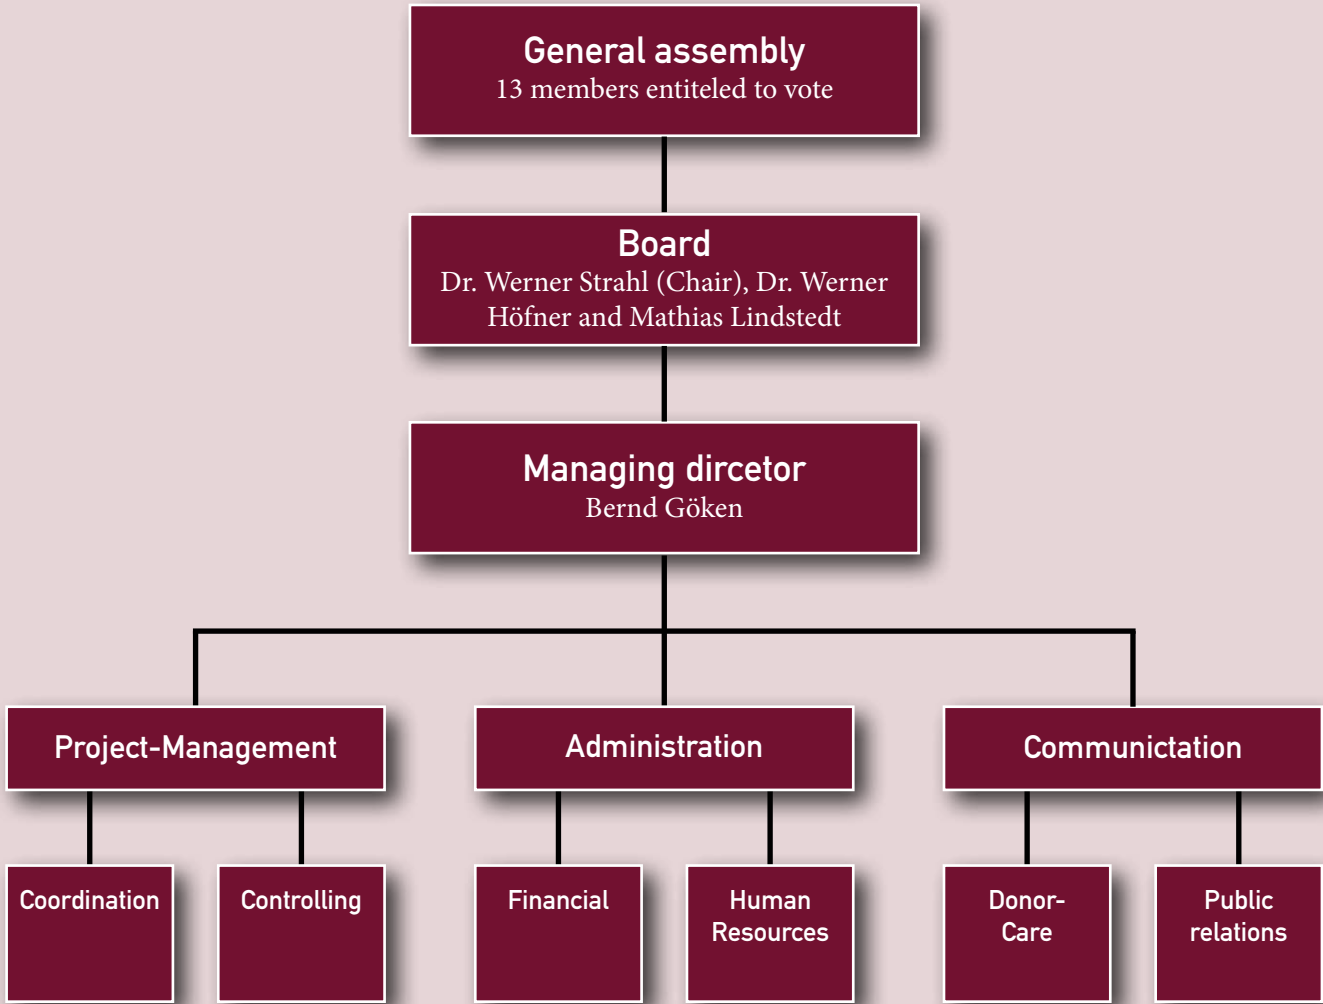 General assembly
13 members entiteled to vote
Board
Dr. Werner Strahl (Chair), Dr. Werner
Höfner and Mathias Lindstedt
Managing dircetor
Bernd Göken
Project-Management
Administration
Communictation
Coordination
Controlling
Financial
Human
Resources
Donor-
Care
Public
relations